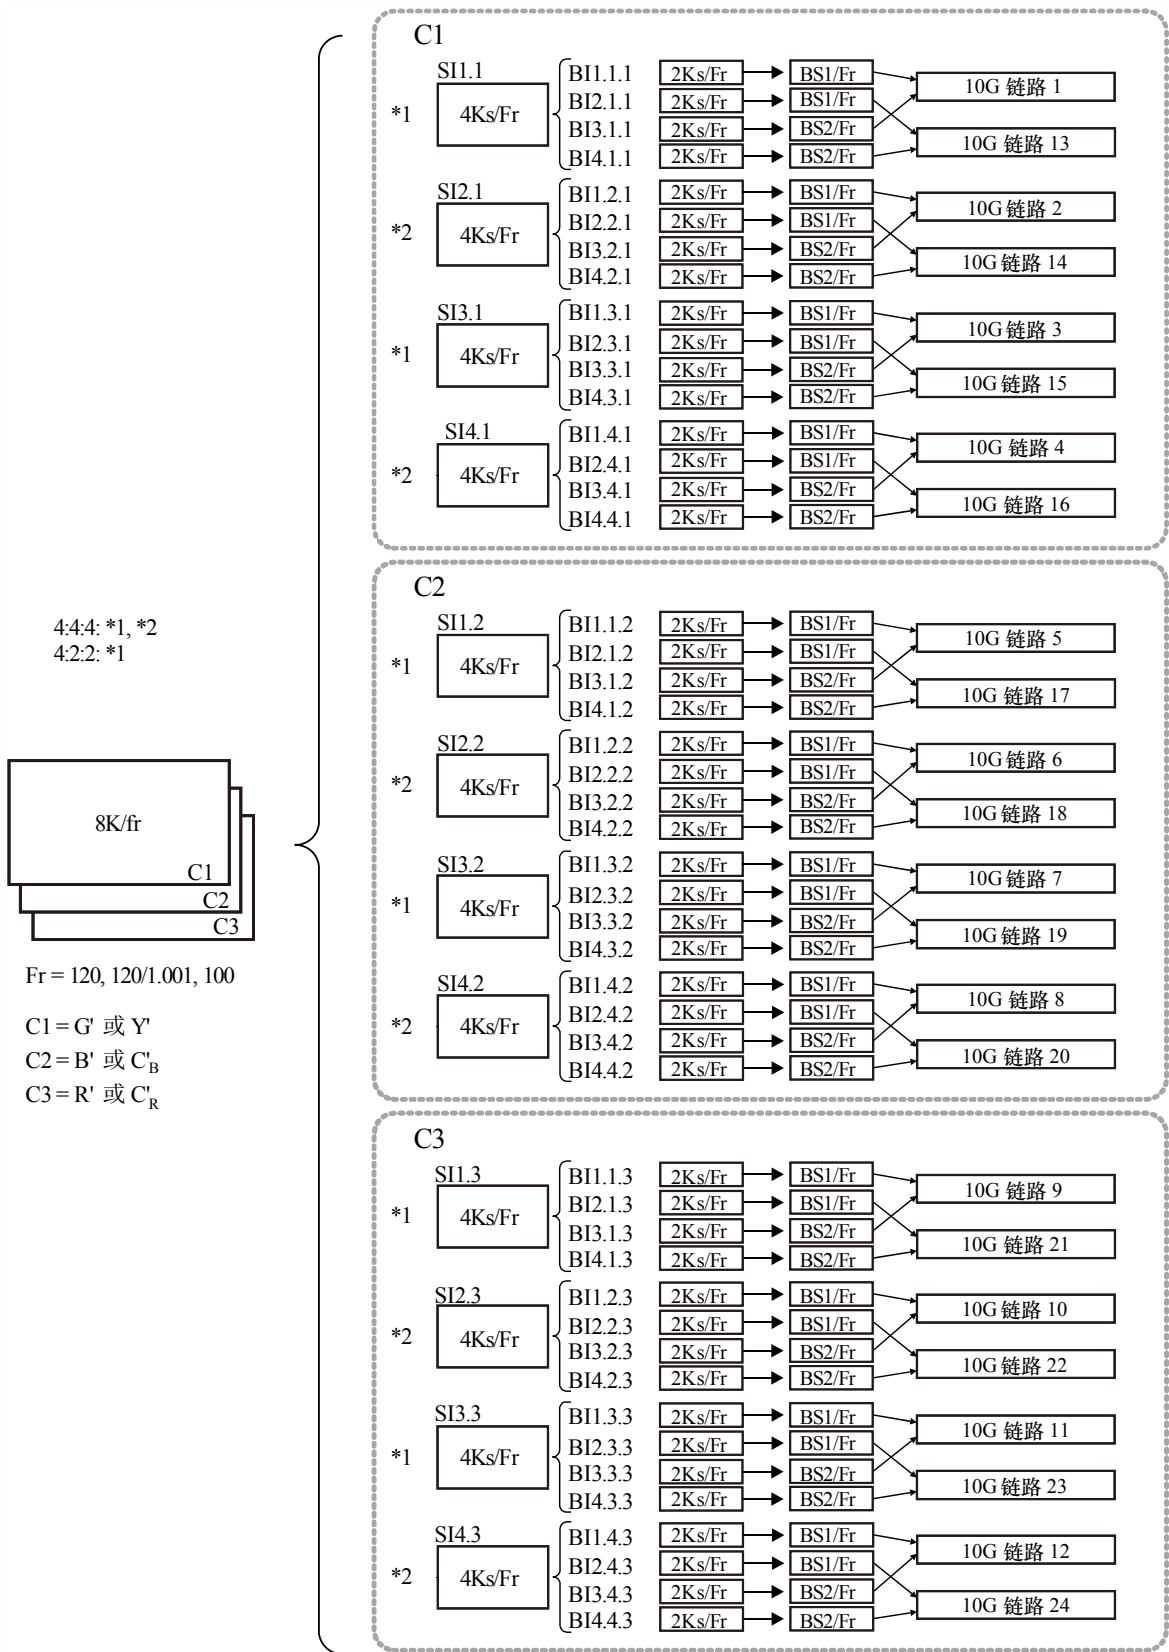 4:4:4: *1, *2
4:2:2: *1
8K/fr
C1
C2
C3
Fr = 120, 120/1.001, 100
C1 = G' 或 Y'
C2 = B' 或 C'B
C3 = R' 或 C'R
C1
*1
SI1.1
4Ks/Fr
BI1.1.1 2Ks/Fr BS1/Fr
BI2.1.1 2Ks/Fr BS1/Fr
BI3.1.1 2Ks/Fr BS2/Fr
BI4.1.1 2Ks/Fr BS2/Fr
10G 链路 1
10G 链路 13
*2
SI2.1
4Ks/Fr
BI1.2.1 2Ks/Fr BS1/Fr
BI2.2.1 2Ks/Fr BS1/Fr
BI3.2.1 2Ks/Fr BS2/Fr
BI4.2.1 2Ks/Fr BS2/Fr
10G 链路 2
10G 链路 14
*1
SI3.1
4Ks/Fr
BI1.3.1 2Ks/Fr BS1/Fr
BI2.3.1 2Ks/Fr BS1/Fr
BI3.3.1 2Ks/Fr BS2/Fr
BI4.3.1 2Ks/Fr BS2/Fr
10G 链路 3
10G 链路 15
*2
SI4.1
4Ks/Fr
BI1.4.1 2Ks/Fr BS1/Fr
BI2.4.1 2Ks/Fr BS1/Fr
BI3.4.1 2Ks/Fr BS2/Fr
BI4.4.1 2Ks/Fr BS2/Fr
10G 链路 4
10G 链路 16
C2
*1
SI1.2
4Ks/Fr
BI1.1.2 2Ks/Fr BS1/Fr
BI2.1.2 2Ks/Fr BS1/Fr
BI3.1.2 2Ks/Fr BS2/Fr
BI4.1.2 2Ks/Fr BS2/Fr
10G 链路 5
10G 链路 17
*2
SI2.2
4Ks/Fr
BI1.2.2 2Ks/Fr BS1/Fr
BI2.2.2 2Ks/Fr BS1/Fr
BI3.2.2 2Ks/Fr BS2/Fr
BI4.2.2 2Ks/Fr BS2/Fr
10G 链路 6
10G 链路 18
*1
SI3.2
4Ks/Fr
BI1.3.2 2Ks/Fr BS1/Fr
BI2.3.2 2Ks/Fr BS1/Fr
BI3.3.2 2Ks/Fr BS2/Fr
BI4.3.2 2Ks/Fr BS2/Fr
10G 链路 7
10G 链路 19
*2
SI4.2
4Ks/Fr
BI1.4.2 2Ks/Fr BS1/Fr
BI2.4.2 2Ks/Fr BS1/Fr
BI3.4.2 2Ks/Fr BS2/Fr
BI4.4.2 2Ks/Fr BS2/Fr
10G 链路 8
10G 链路 20
C3
*1
SI1.3
4Ks/Fr
BI1.1.3 2Ks/Fr BS1/Fr
BI2.1.3 2Ks/Fr BS1/Fr
BI3.1.3 2Ks/Fr BS2/Fr
BI4.1.3 2Ks/Fr BS2/Fr
10G 链路 9
10G 链路 21
*2
SI2.3
4Ks/Fr
BI1.2.3 2Ks/Fr BS1/Fr
BI2.2.3 2Ks/Fr BS1/Fr
BI3.2.3 2Ks/Fr BS2/Fr
BI4.2.3 2Ks/Fr BS2/Fr
10G 链路 10
10G 链路 22
*1
SI3.3
4Ks/Fr
BI1.3.3 2Ks/Fr BS1/Fr
BI2.3.3 2Ks/Fr BS1/Fr
BI3.3.3 2Ks/Fr BS2/Fr
BI4.3.3 2Ks/Fr BS2/Fr
10G 链路 11
10G 链路 23
*2
SI4.3
4Ks/Fr
BI1.4.3 2Ks/Fr BS1/Fr
BI2.4.3 2Ks/Fr BS1/Fr
BI3.4.3 2Ks/Fr BS2/Fr
BI4.4.3 2Ks/Fr BS2/Fr
10G 链路 12
10G 链路 24